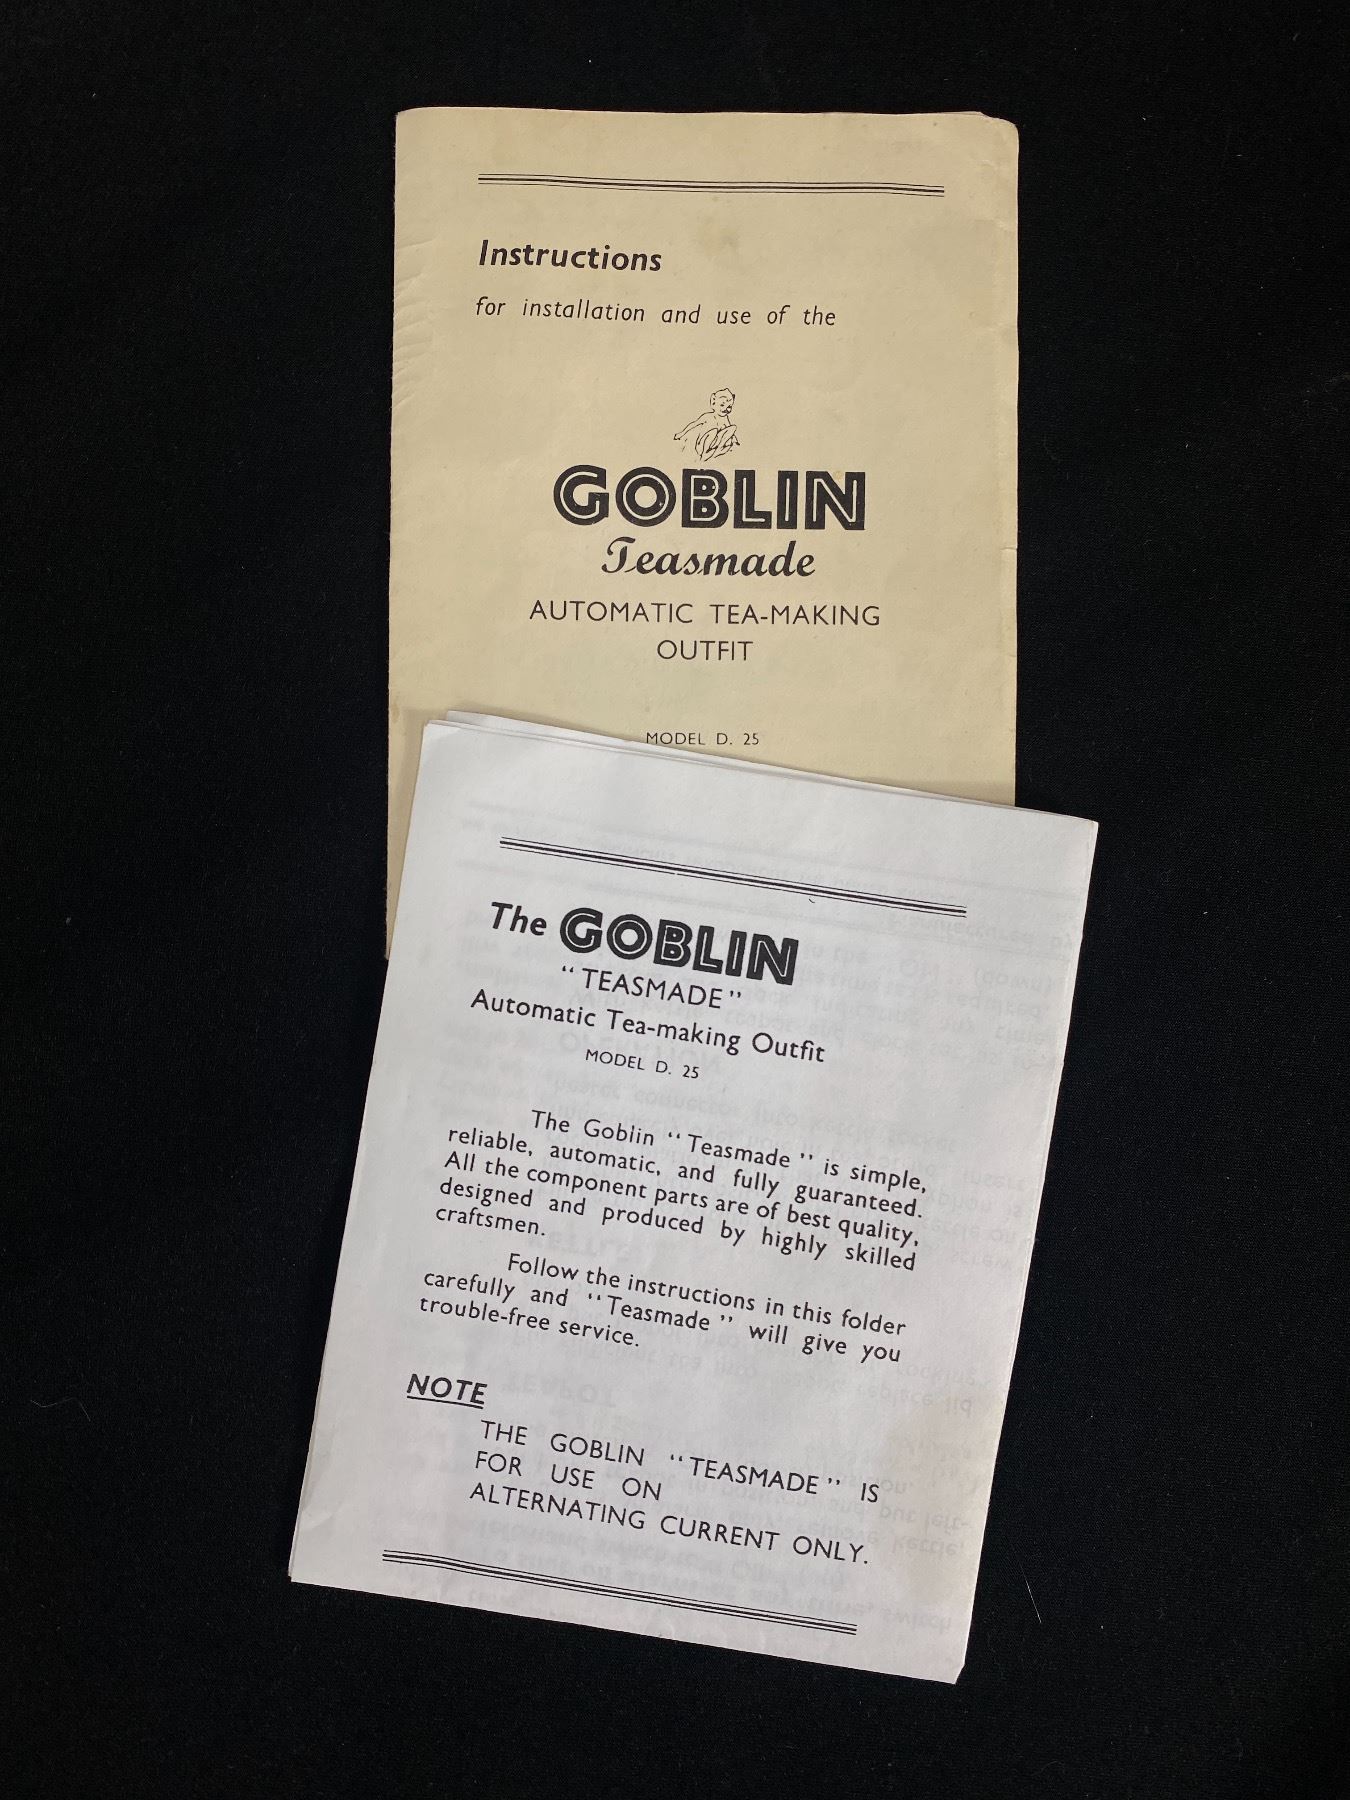 Instructions
for installation and use of the
GOBLIN
Teasmade
AUTOMATIC TEA-MAKING
OUTFIT
MODEL D. 25
The GOBLIN
"TEASMADE"
Automatic Tea-making Outfit
MODEL D. 25
The Goblin "Teasmade" is simple,
reliable, automatic, and fully guaranteed.
All the component parts are of best quality,
designed and produced by highly skilled
craftsmen.
Follow the instructions in this folder
carefully and "Teasmade" will give you
trouble-free service.
NOTE
THE GOBLIN "TEASMADE" IS
FOR USE ON
ALTERNATING CURRENT ONLY.